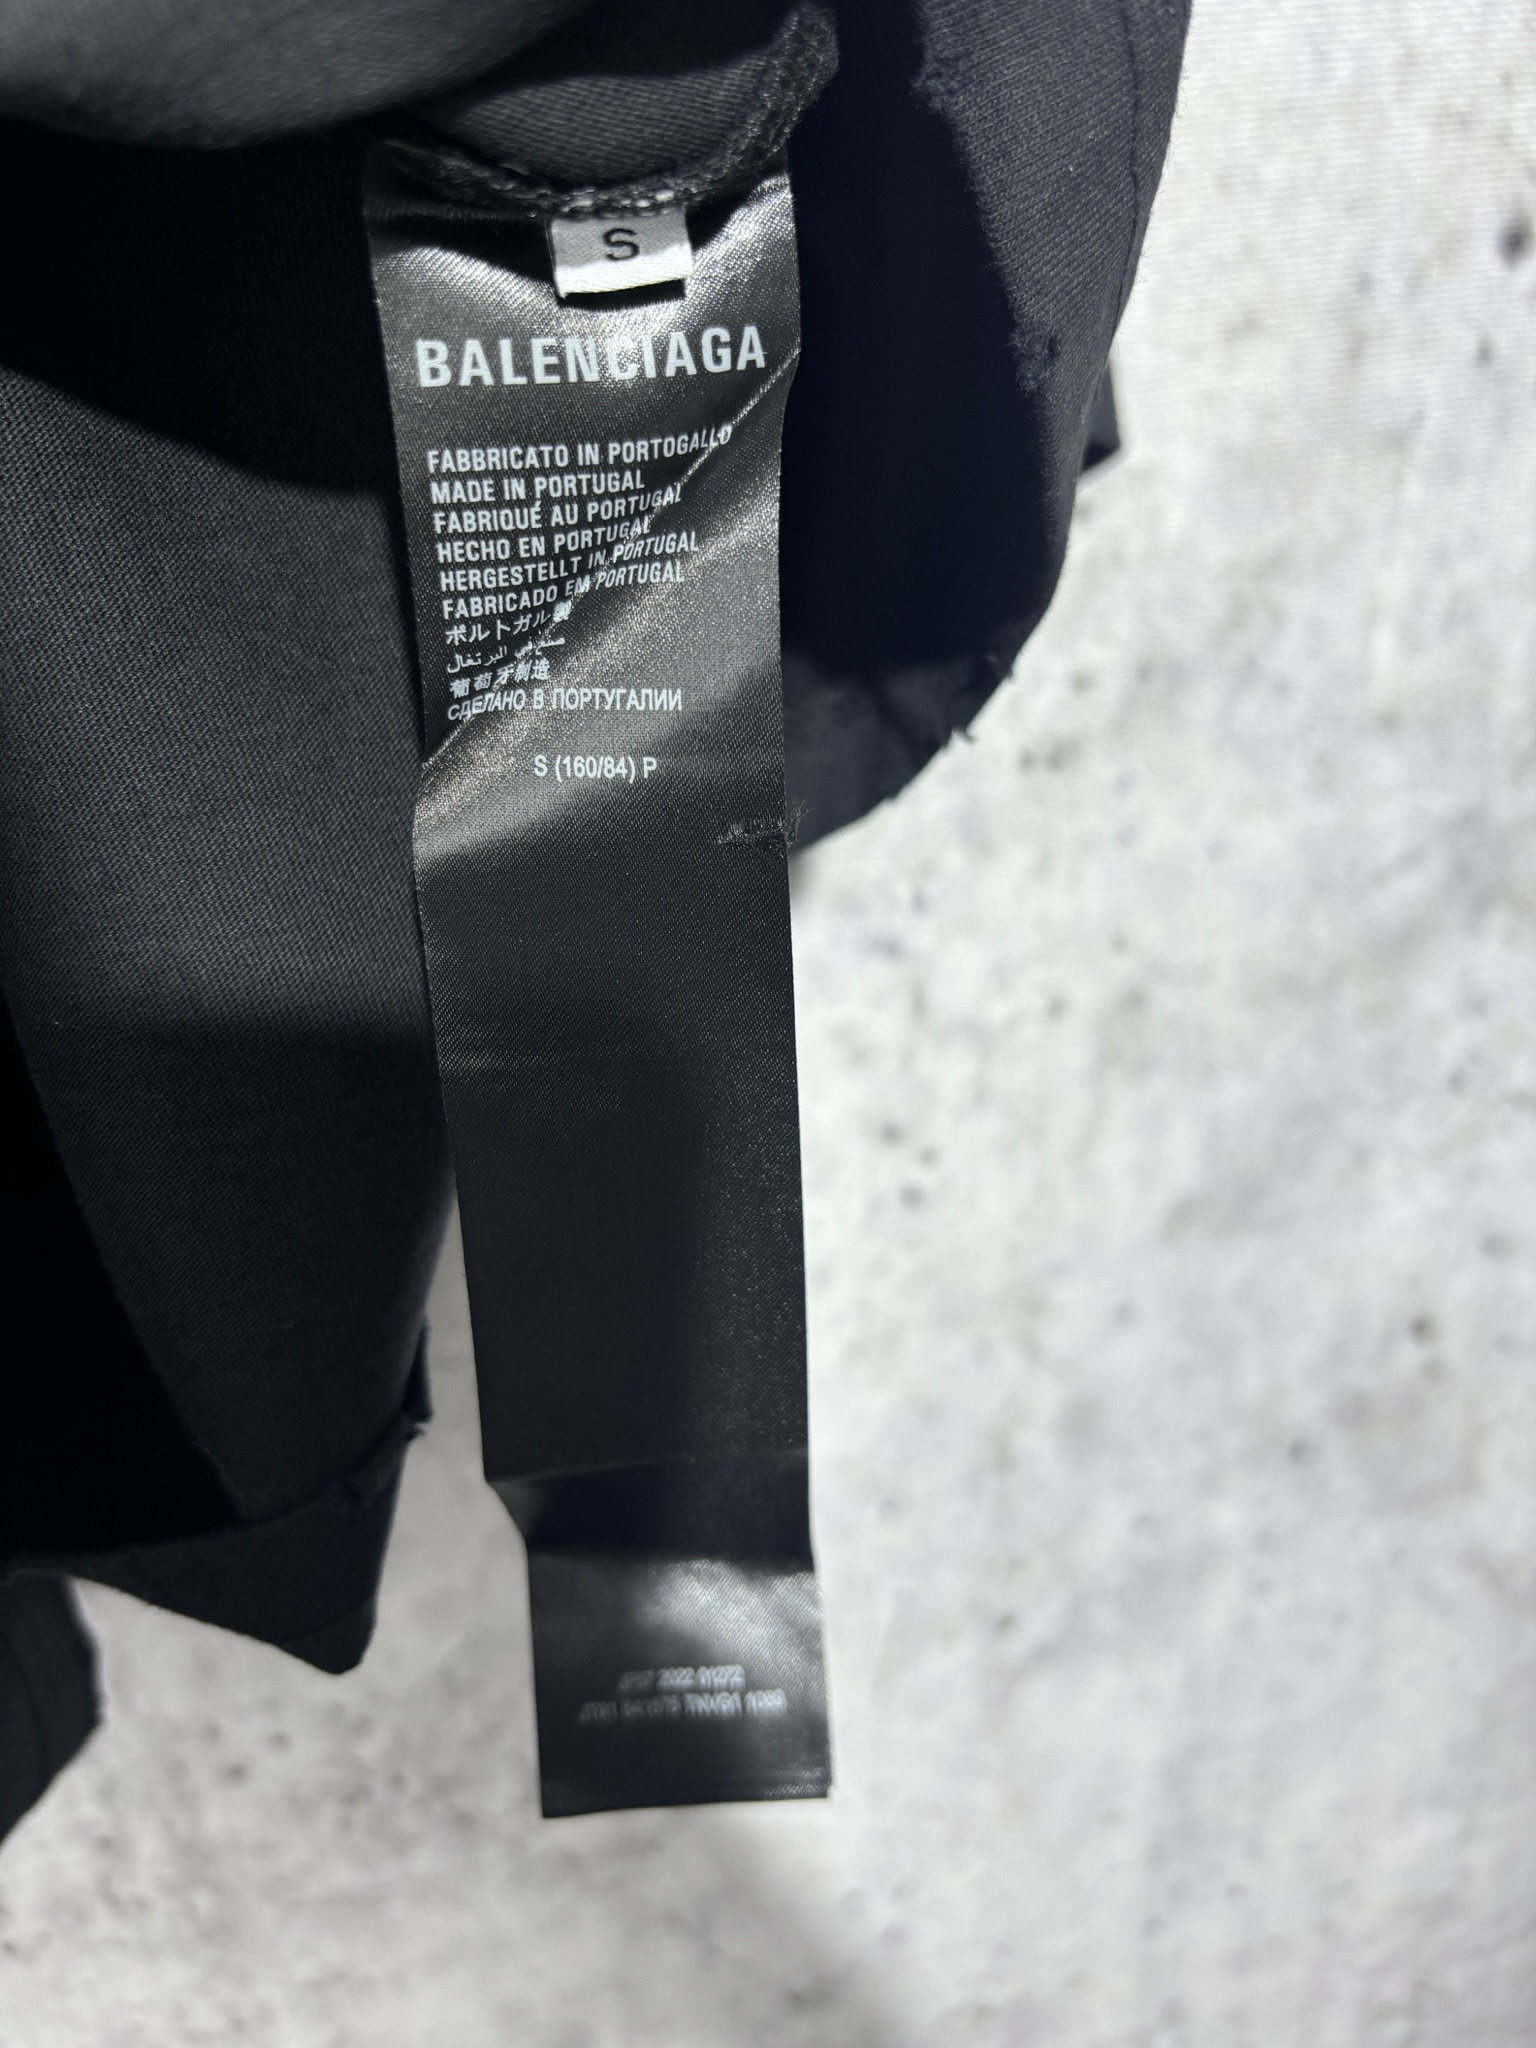 S
BALENCIAGA
FABBRICATO IN PORTOGALLO
MADE IN PORTUGAL
FABRIQUÉ AU PORTUGAL
HECHO EN PORTUGAL
HERGESTELLT IN PORTUGAL
FABRICADO EM PORTUGAL
ポルトガル製
صنع في البرتغال
葡萄牙制造
СДЕЛАНО В ПОРТУГАЛИИ
S (160/84) P
2022